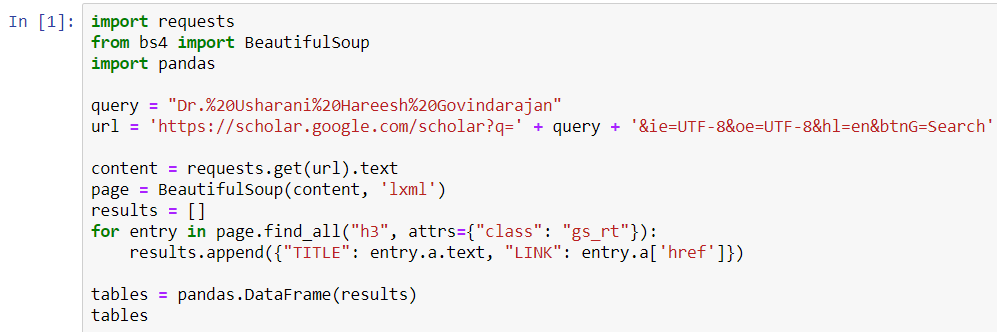 In [1]: import requests
from bs4 import BeautifulSoup
import pandas
query = "Dr.%20Usharani%20Hareesh%20Govindarajan"
url = 'https://scholar.google.com/scholar?q=' + query + '&ie=UTF-8&oe=UTF-8&hl=en&btnG=Search'
content = requests.get(url).text
page = BeautifulSoup(content, 'lxml')
results = []
for entry in page.find_all("h3", attrs={"class": "gs_rt"}):
    results.append({"TITLE": entry.a.text, "LINK": entry.a['href']})
tables = pandas.DataFrame(results)
tables